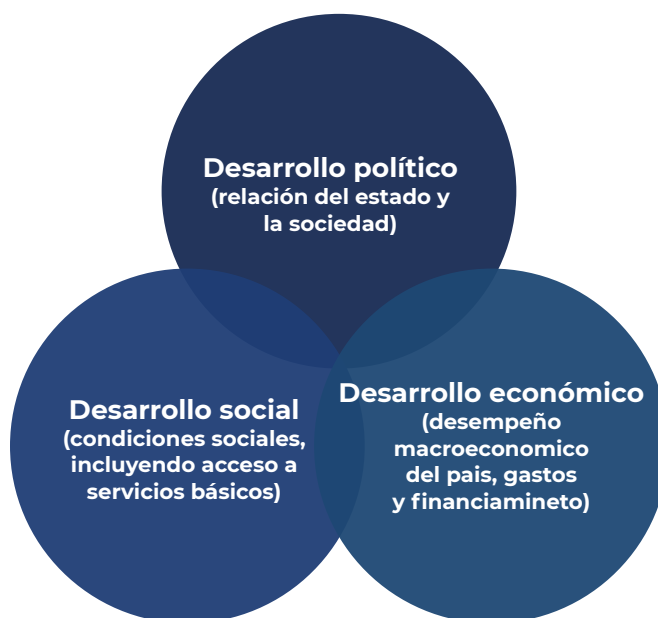 Desarrollo político
(relación del estado y
la sociedad)
Desarrollo social
(condiciones sociales,
incluyendo acceso a
servicios básicos)
Desarrollo económico
(desempeño
macroeconomico
del pais, gastos
y financiamineto)